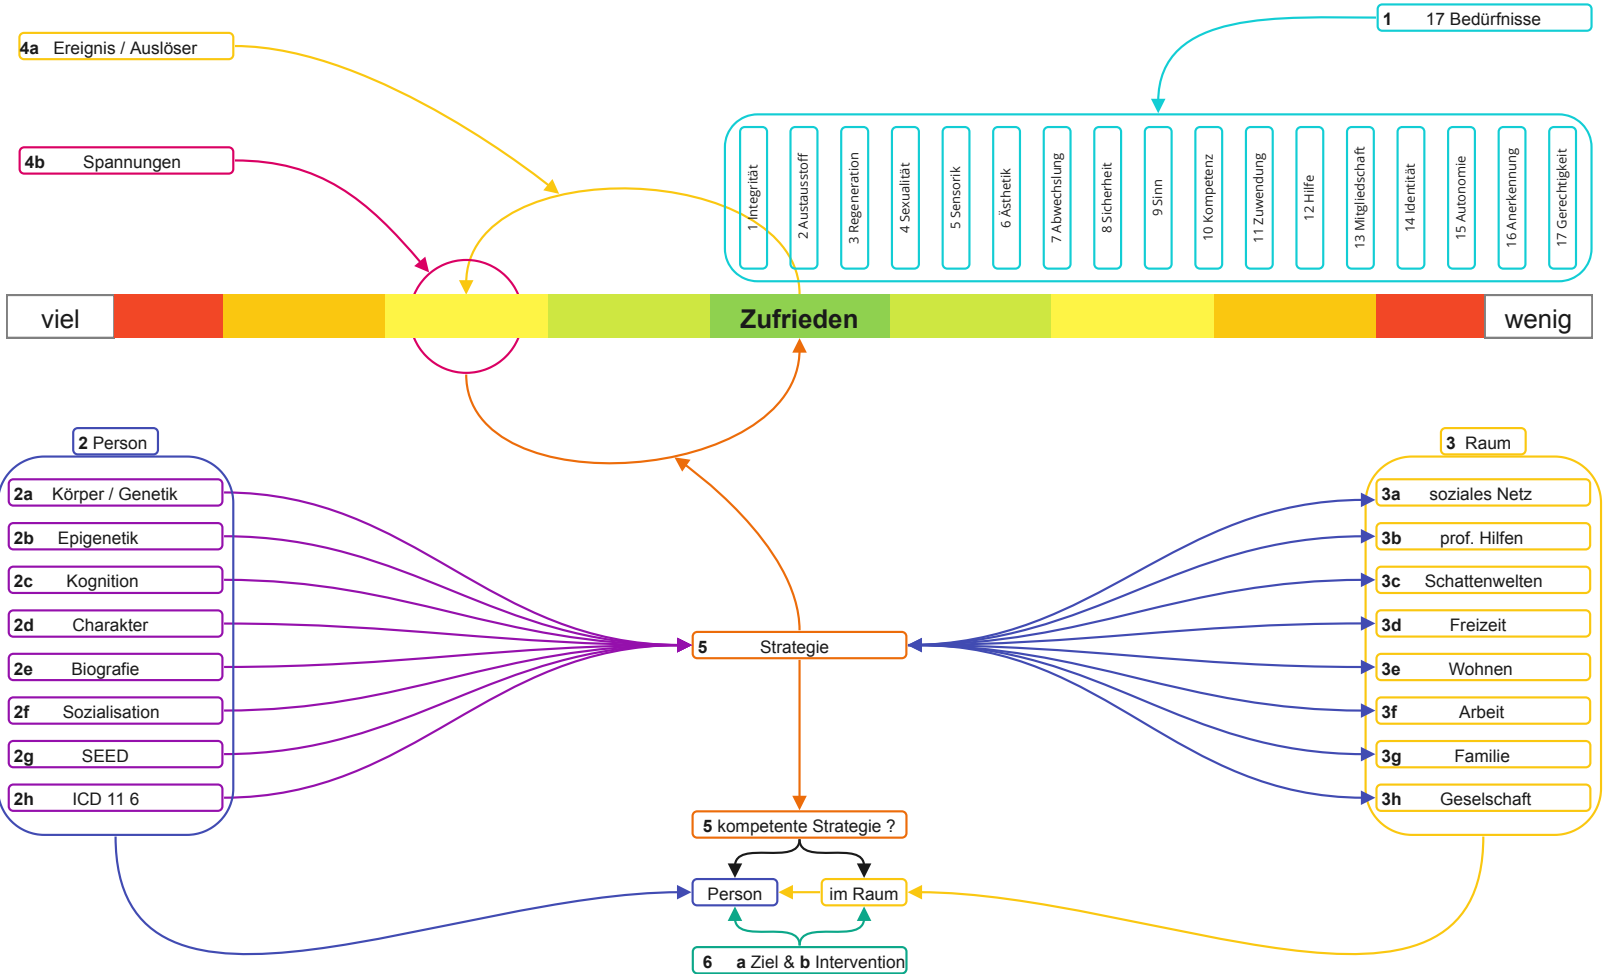 1 17 Bedürfnisse
4a Ereignis / Auslöser
4b Spannungen
1 Integrität
2 Austausstoff
3 Regeneration
4 Sexualität
5 Sensorik
6 Ästhetik
7 Abwechslung
8 Sicherheit
9 Sinn
10 Kompetenz
11 Zuwendung
12 Hilfe
13 Mitgliedschaft
14 Identität
15 Autonomie
16 Anerkennung
17 Gerechtigkeit
viel
Zufrieden
wenig
2 Person
2a Körper / Genetik
2b Epigenetik
2c Kognition
2d Charakter
2e Biografie
2f Sozialisation
2g SEED
2h ICD 11 6
5 Strategie
3 Raum
3a soziales Netz
3b prof. Hilfen
3c Schattenwelten
3d Freizeit
3e Wohnen
3f Arbeit
3g Familie
3h Geselschaft
5 kompetente Strategie ?
Person
im Raum
6 a Ziel & b Intervention